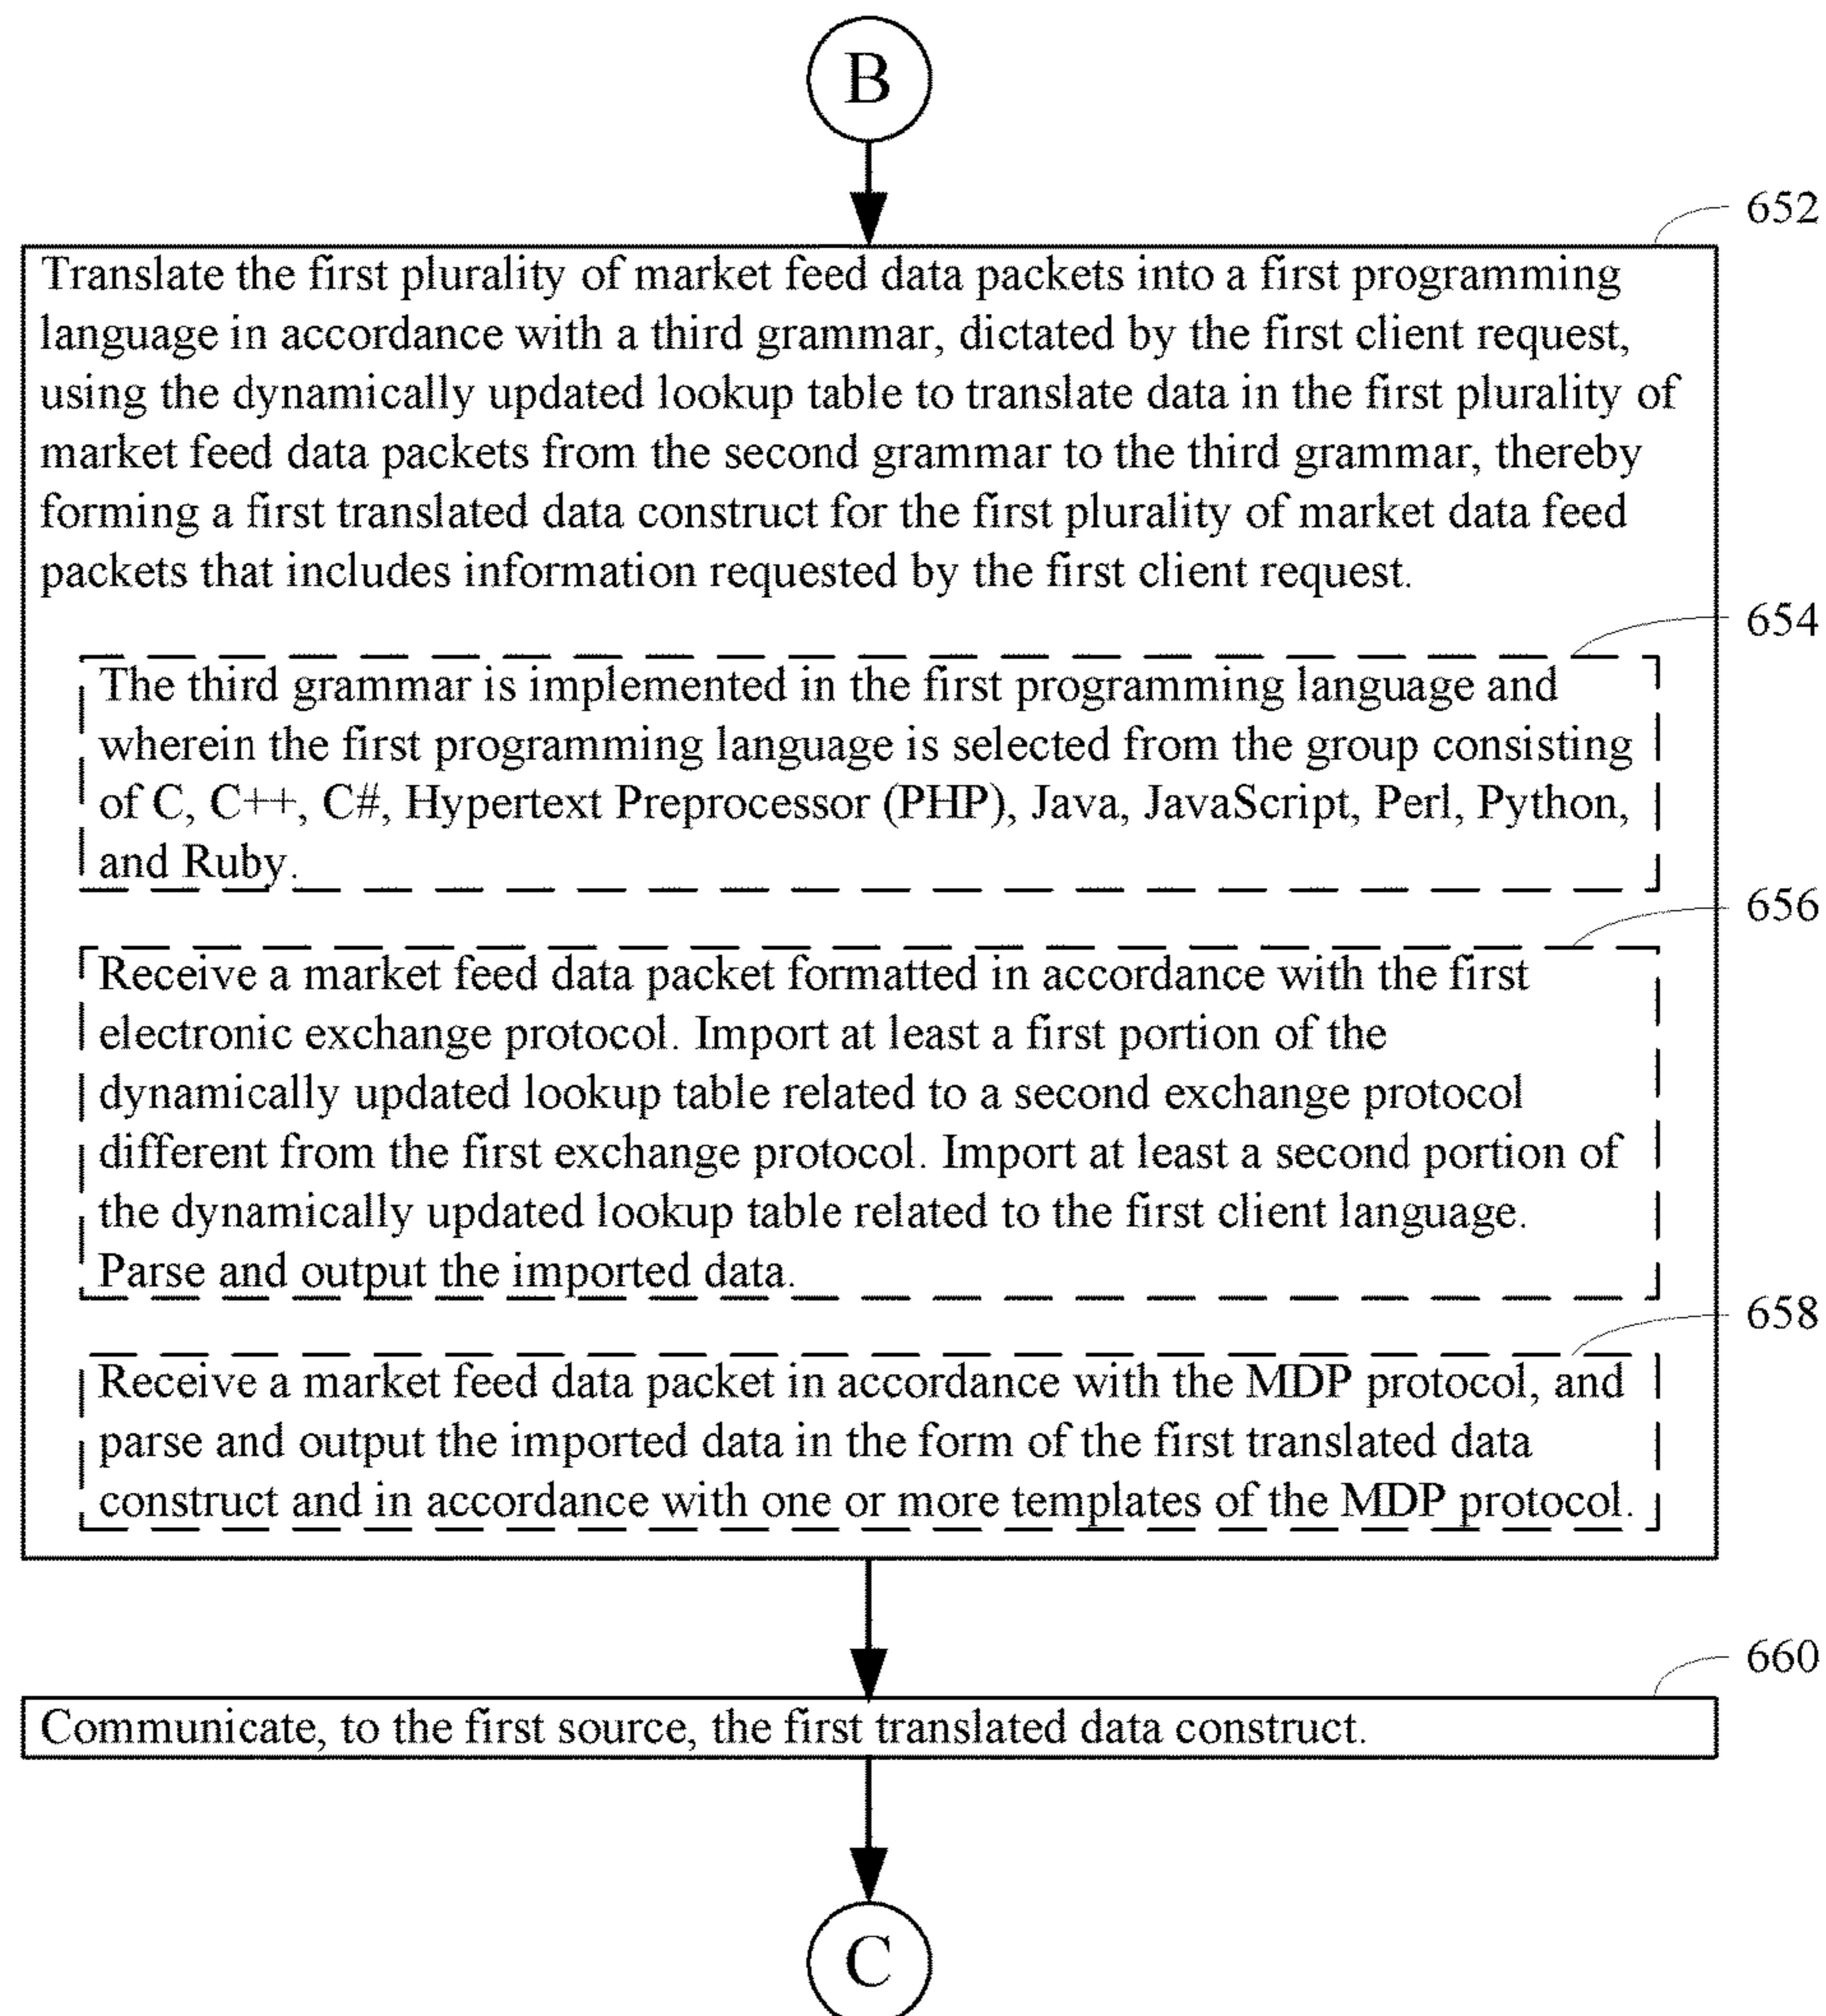 B
652
Translate the first plurality of market feed data packets into a first programming
language in accordance with a third grammar, dictated by the first client request,
using the dynamically updated lookup table to translate data in the first plurality of
market feed data packets from the second grammar to the third grammar, thereby
forming a first translated data construct for the first plurality of market data feed
packets that includes information requested by the first client request.
654
The third grammar is implemented in the first programming language and
wherein the first programming language is selected from the group consisting
of C, C++, C#, Hypertext Preprocessor (PHP), Java, JavaScript, Perl, Python,
and Ruby.
656
Receive a market feed data packet formatted in accordance with the first
electronic exchange protocol. Import at least a first portion of the
dynamically updated lookup table related to a second exchange protocol
different from the first exchange protocol. Import at least a second portion of
the dynamically updated lookup table related to the first client language.
Parse and output the imported data.
658
Receive a market feed data packet in accordance with the MDP protocol, and
parse and output the imported data in the form of the first translated data
construct and in accordance with one or more templates of the MDP protocol.
660
Communicate, to the first source, the first translated data construct.
C